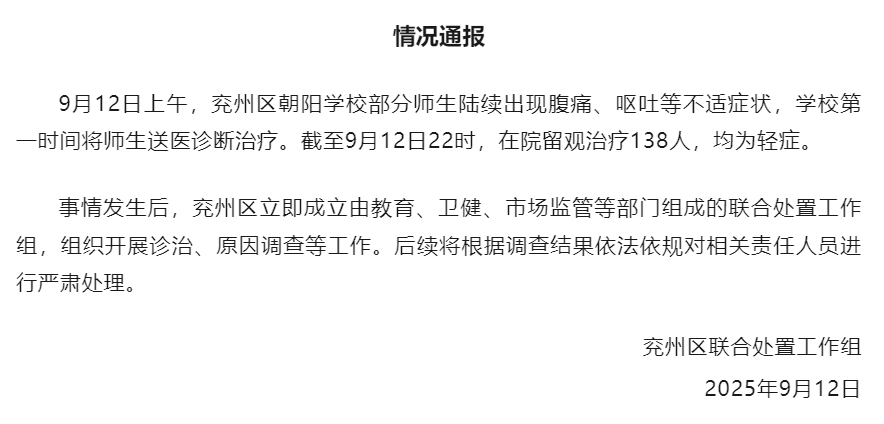 情况通报
9月12日上午，兖州区朝阳学校部分师生陆续出现腹痛、呕吐等不适症状，学校第
一时间将师生送医诊断治疗。截至9月12日22时，在院留观治疗138人，均为轻症。
事情发生后，兖州区立即成立由教育、卫健、市场监管等部门组成的联合处置工作
组，组织开展诊治、原因调查等工作。后续将根据调查结果依法依规对相关责任人员进
行严肃处理。
兖州区联合处置工作组
2025年9月12日